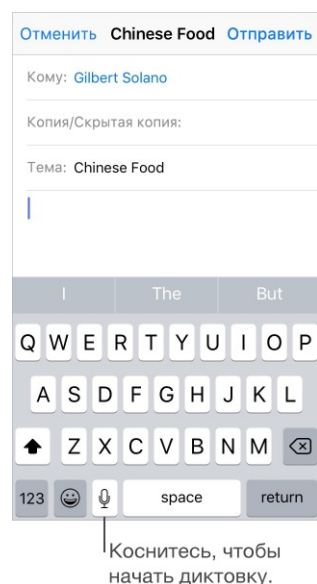 Отменить Chinese Food Отправить
Кому: Gilbert Solano
Копия/Скрытая копия:
Тема: Chinese Food
I The But
Q W E R T Y U I O P
A S D F G H J K L
Z X C V B N M
123 space return
Коснитесь, чтобы
начать диктовку.